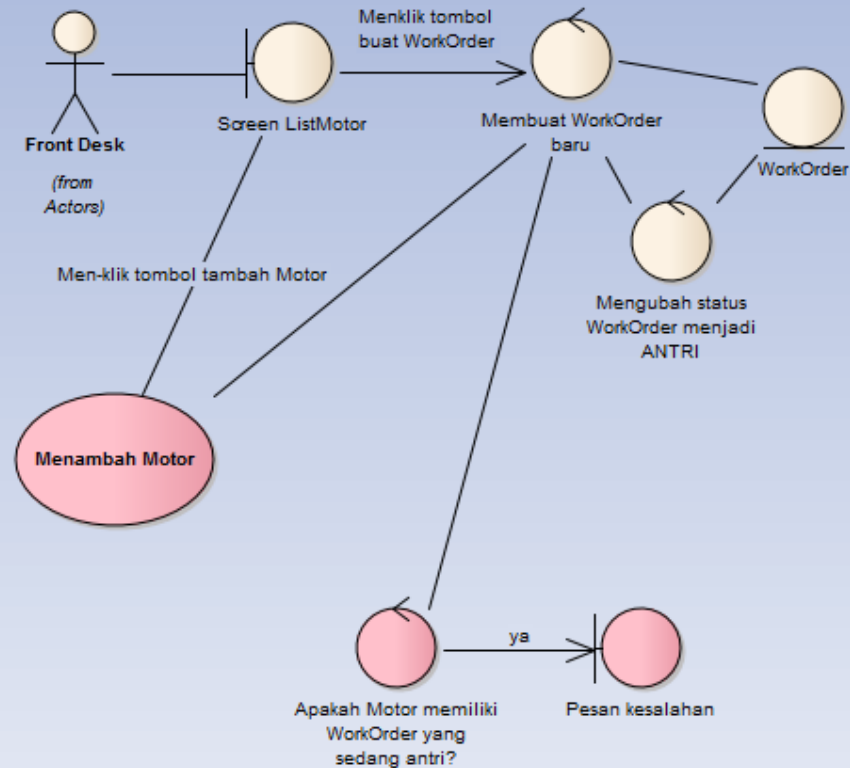 Menklik tombol
buat WorkOrder
Front Desk
(from
Actors)
Screen ListMotor
Membuat WorkOrder
baru
WorkOrder
Men-klik tombol tambah Motor
Mengubah status
WorkOrder menjadi
ANTRI
Menambah Motor
ya
Apakah Motor memiliki
WorkOrder yang
sedang antri?
Pesan kesalahan